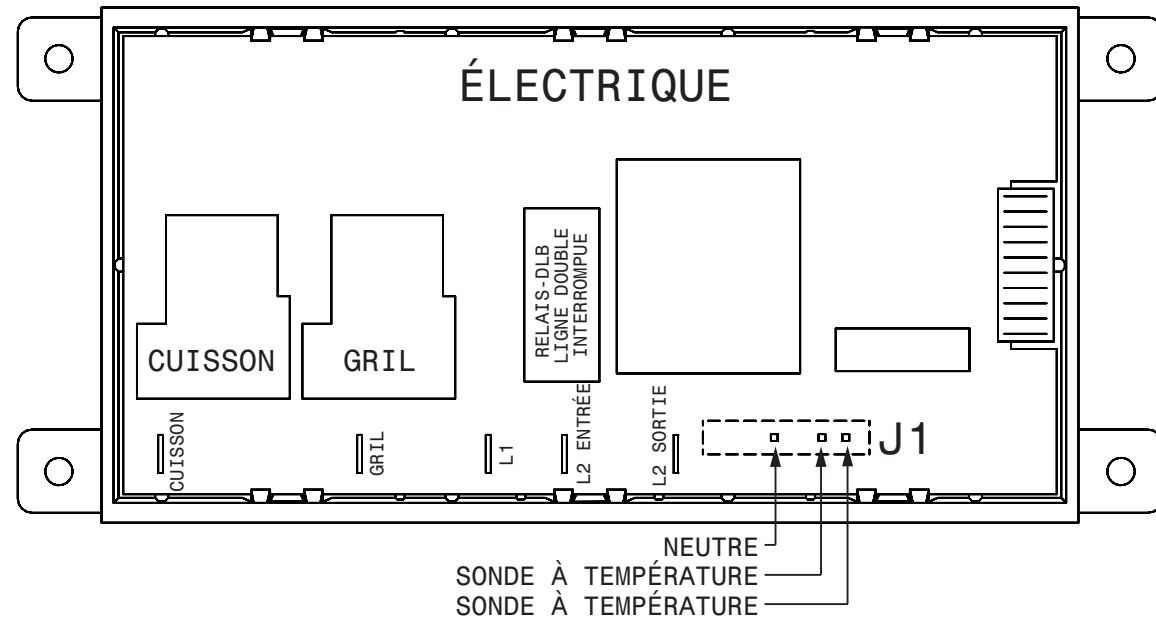 ÉLECTRIQUE
RELAIS-DLB
LIGNE DOUBLE
INTERROMPUE
CUISSON
GRIL
CUISSON
GRIL
L1
L2 ENTRÉE
L2 SORTIE
J1
NEUTRE
SONDE À TEMPÉRATURE
SONDE À TEMPÉRATURE